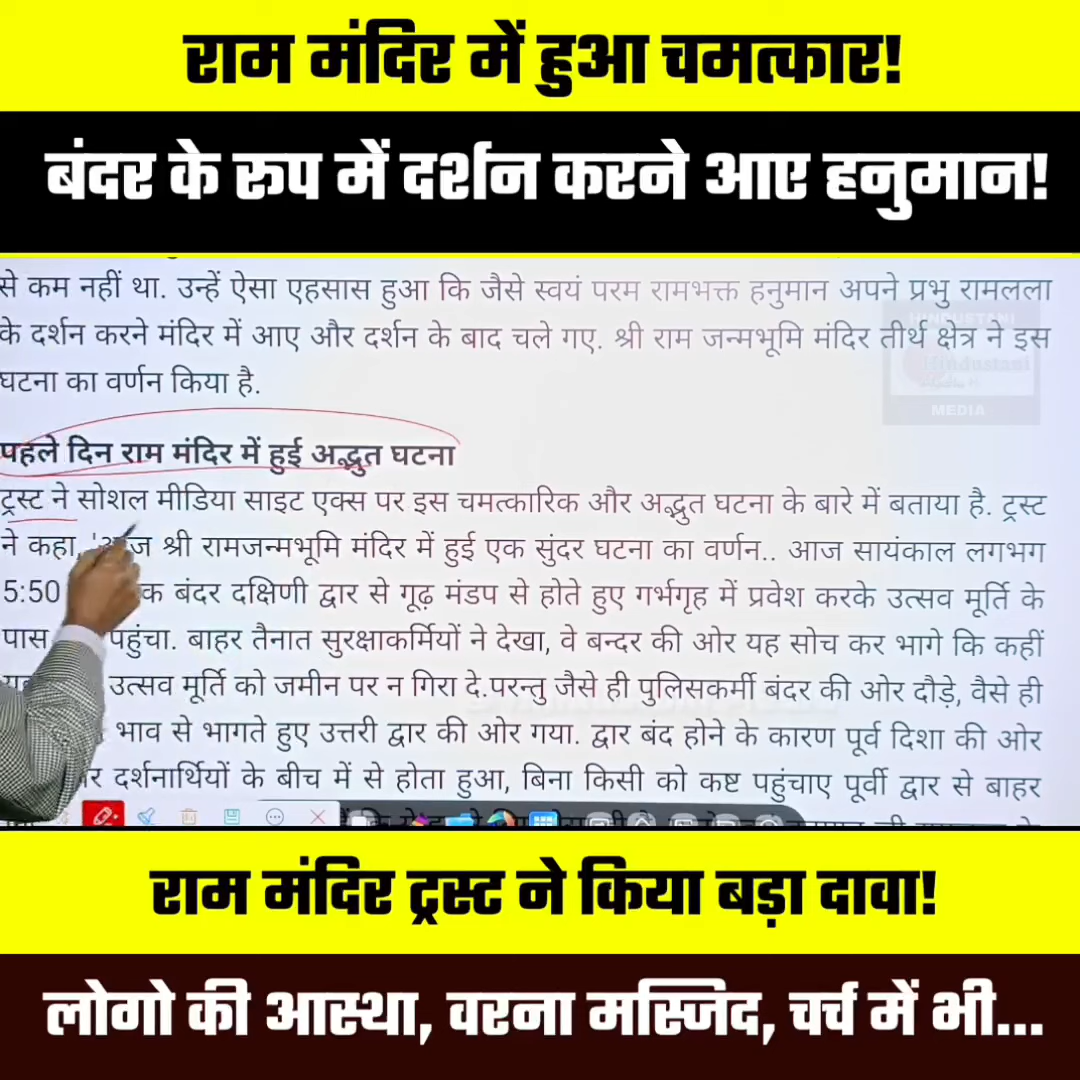 राम मंदिर में हुआ चमत्कार!
बंदर के रूप में दर्शन करने आए हनुमान!
से कम नहीं था. उन्हें ऐसा एहसास हुआ कि जैसे स्वयं परम रामभक्त हनुमान अपने प्रभु रामलला
के दर्शन करने मंदिर में आए और दर्शन के बाद चले गए. श्री राम जन्मभूमि मंदिर तीर्थ क्षेत्र ने इस
घटना का वर्णन किया है.
HINDUSTANI
Hindustani
MEDIA
पहले दिन राम मंदिर में हुई अद्भुत घटना
ट्रस्ट ने सोशल मीडिया साइट एक्स पर इस चमत्कारिक और अद्भुत घटना के बारे में बताया है. ट्रस्ट
ने कहा, 'आज श्री रामजन्मभूमि मंदिर में हुई एक सुंदर घटना का वर्णन.. आज सायंकाल लगभग
5:50 बंदर दक्षिणी द्वार से गूढ़ मंडप से होते हुए गर्भगृह में प्रवेश करके उत्सव मूर्ति के
पास पहुंचा. बाहर तैनात सुरक्षाकर्मियों ने देखा, वे बन्दर की ओर यह सोच कर भागे कि कहीं
उत्सव मूर्ति को जमीन पर न गिरा दे.परन्तु जैसे ही पुलिसकर्मी बंदर की ओर दौड़े, वैसे ही
भाव से भागते हुए उत्तरी द्वार की ओर गया. द्वार बंद होने के कारण पूर्व दिशा की ओर
दर्शनार्थियों के बीच में से होता हुआ, बिना किसी को कष्ट पहुंचाए पूर्वी द्वार से बाहर
राम मंदिर ट्रस्ट ने किया बड़ा दावा!
लोगो की आस्था, वरना मस्जिद, चर्च में भी...